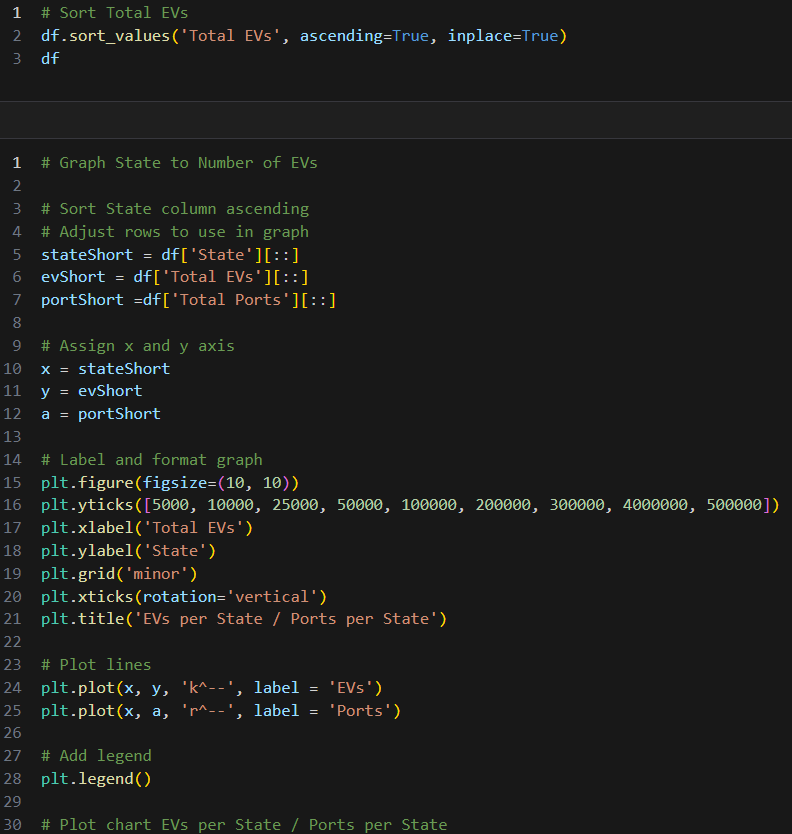 1 # Sort Total EVs
2 df.sort_values('Total EVs', ascending=True, inplace=True)
3 df
1 # Graph State to Number of EVs
2
3 # Sort State column ascending
4 # Adjust rows to use in graph
5 stateShort = df['State'][::]
6 evShort = df['Total EVs'][::]
7 portShort =df['Total Ports'][::]
8
9 # Assign x and y axis
10 x = stateShort
11 y = evShort
12 a = portShort
13
14 # Label and format graph
15 plt.figure(figsize=(10, 10))
16 plt.yticks([5000, 10000, 25000, 50000, 100000, 200000, 300000, 4000000, 500000])
17 plt.xlabel('Total EVs')
18 plt.ylabel('State')
19 plt.grid('minor')
20 plt.xticks(rotation='vertical')
21 plt.title('EVs per State / Ports per State')
22
23 # Plot lines
24 plt.plot(x, y, 'k^--', label = 'EVs')
25 plt.plot(x, a, 'r^--', label = 'Ports')
26
27 # Add legend
28 plt.legend()
29
30 # Plot chart EVs per State / Ports per State